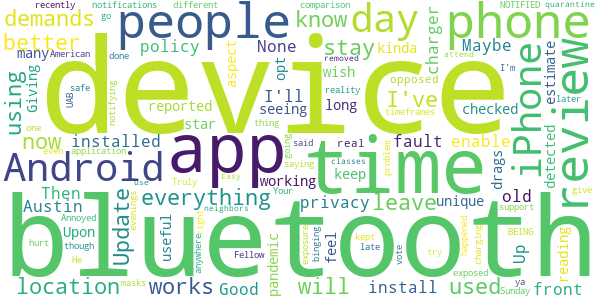 recently notifications different comparison go quarantine
demands American done people day know NOTIFIED phone
better many UAB safe notifying aspect kinda None stay opt wish charger removed attend I'm later
using Giving one policy I'll seeing I've iPhone review
device
reported star long checked opposed reality timeframes estimate
now installed thing app time fault enable
even application real going said saying working keep classes problem drags detected
Android Then Austin everything Truly Easy Your privacy leave unique old
use evenings right neighbors
Upon Annoyed Update useful feel Up reading give support
bluetooth
hurt though He masks anywhere pandemic exposure binging late kept vote happened try charging BEING exposed ya Sunday
location works Good Fellow will install used front